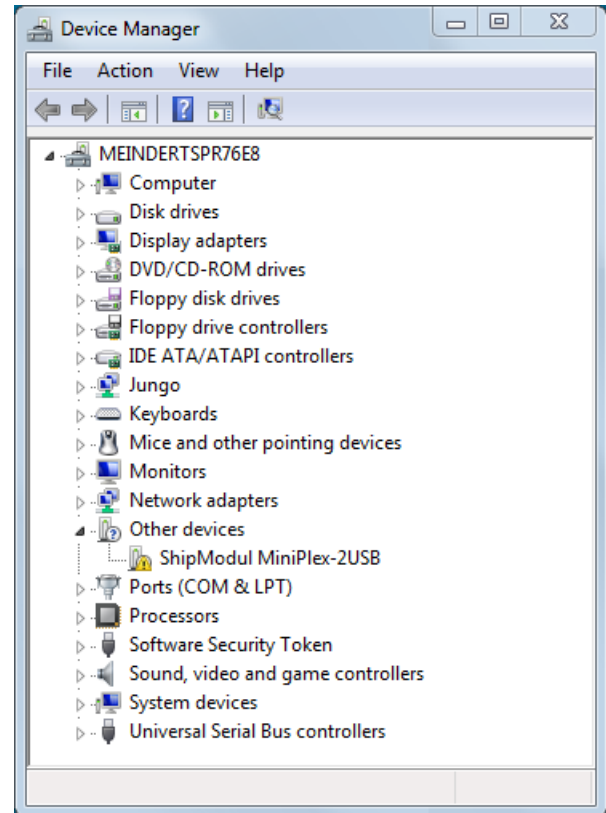 Device Manager
File Action View Help
MEINDERTSPR76E8
Computer
Disk drives
Display adapters
DVD/CD-ROM drives
Floppy disk drives
Floppy drive controllers
IDE ATA/ATAPI controllers
Jungo
Keyboards
Mice and other pointing devices
Monitors
Network adapters
Other devices
ShipModul MiniPlex-2USB
Ports (COM & LPT)
Processors
Software Security Token
Sound, video and game controllers
System devices
Universal Serial Bus controllers